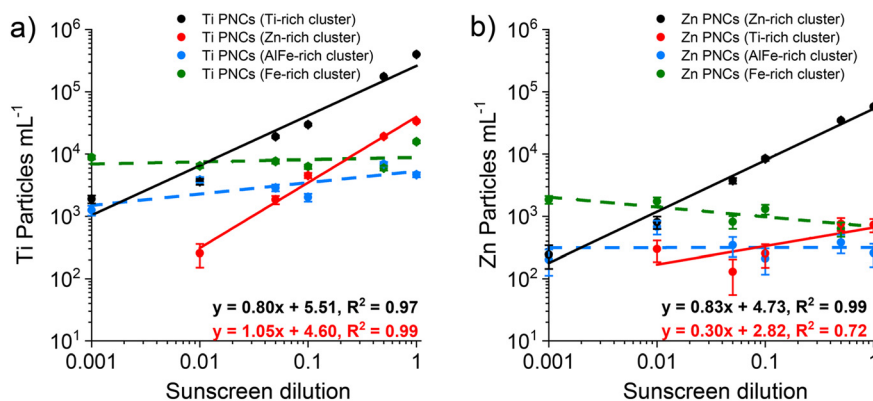 a)
Ti PNCs (Ti-rich cluster)
Ti PNCs (Zn-rich cluster)
Ti PNCs (AlFe-rich cluster)
Ti PNCs (Fe-rich cluster)
Ti Particles mL⁻¹
10⁶
10⁵
10⁴
10³
10²
10¹
y = 0.80x + 5.51, R² = 0.97
y = 1.05x + 4.60, R² = 0.99
0.001 0.01 0.1 1
Sunscreen dilution
b)
Zn PNCs (Zn-rich cluster)
Zn PNCs (Ti-rich cluster)
Zn PNCs (AlFe-rich cluster)
Zn PNCs (Fe-rich cluster)
Zn Particles mL⁻¹
10⁶
10⁵
10⁴
10³
10²
10¹
y = 0.83x + 4.73, R² = 0.99
y = 0.30x + 2.82, R² = 0.72
0.001 0.01 0.1 1
Sunscreen dilution